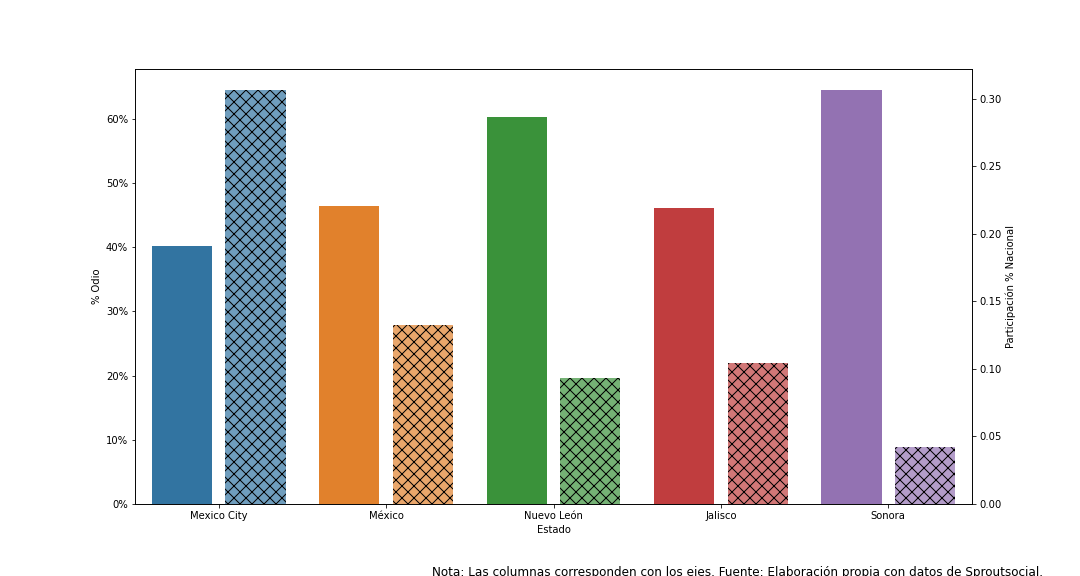 60%
50%
40%
30%
20%
10%
0%
% Odio
0.30
0.25
0.20
0.15
0.10
0.05
0.00
Participación % Nacional
Mexico City
México
Nuevo León
Jalisco
Sonora
Estado
Nota: Las columnas corresponden con los ejes. Fuente: Elaboración propia con datos de Sproutsocial.